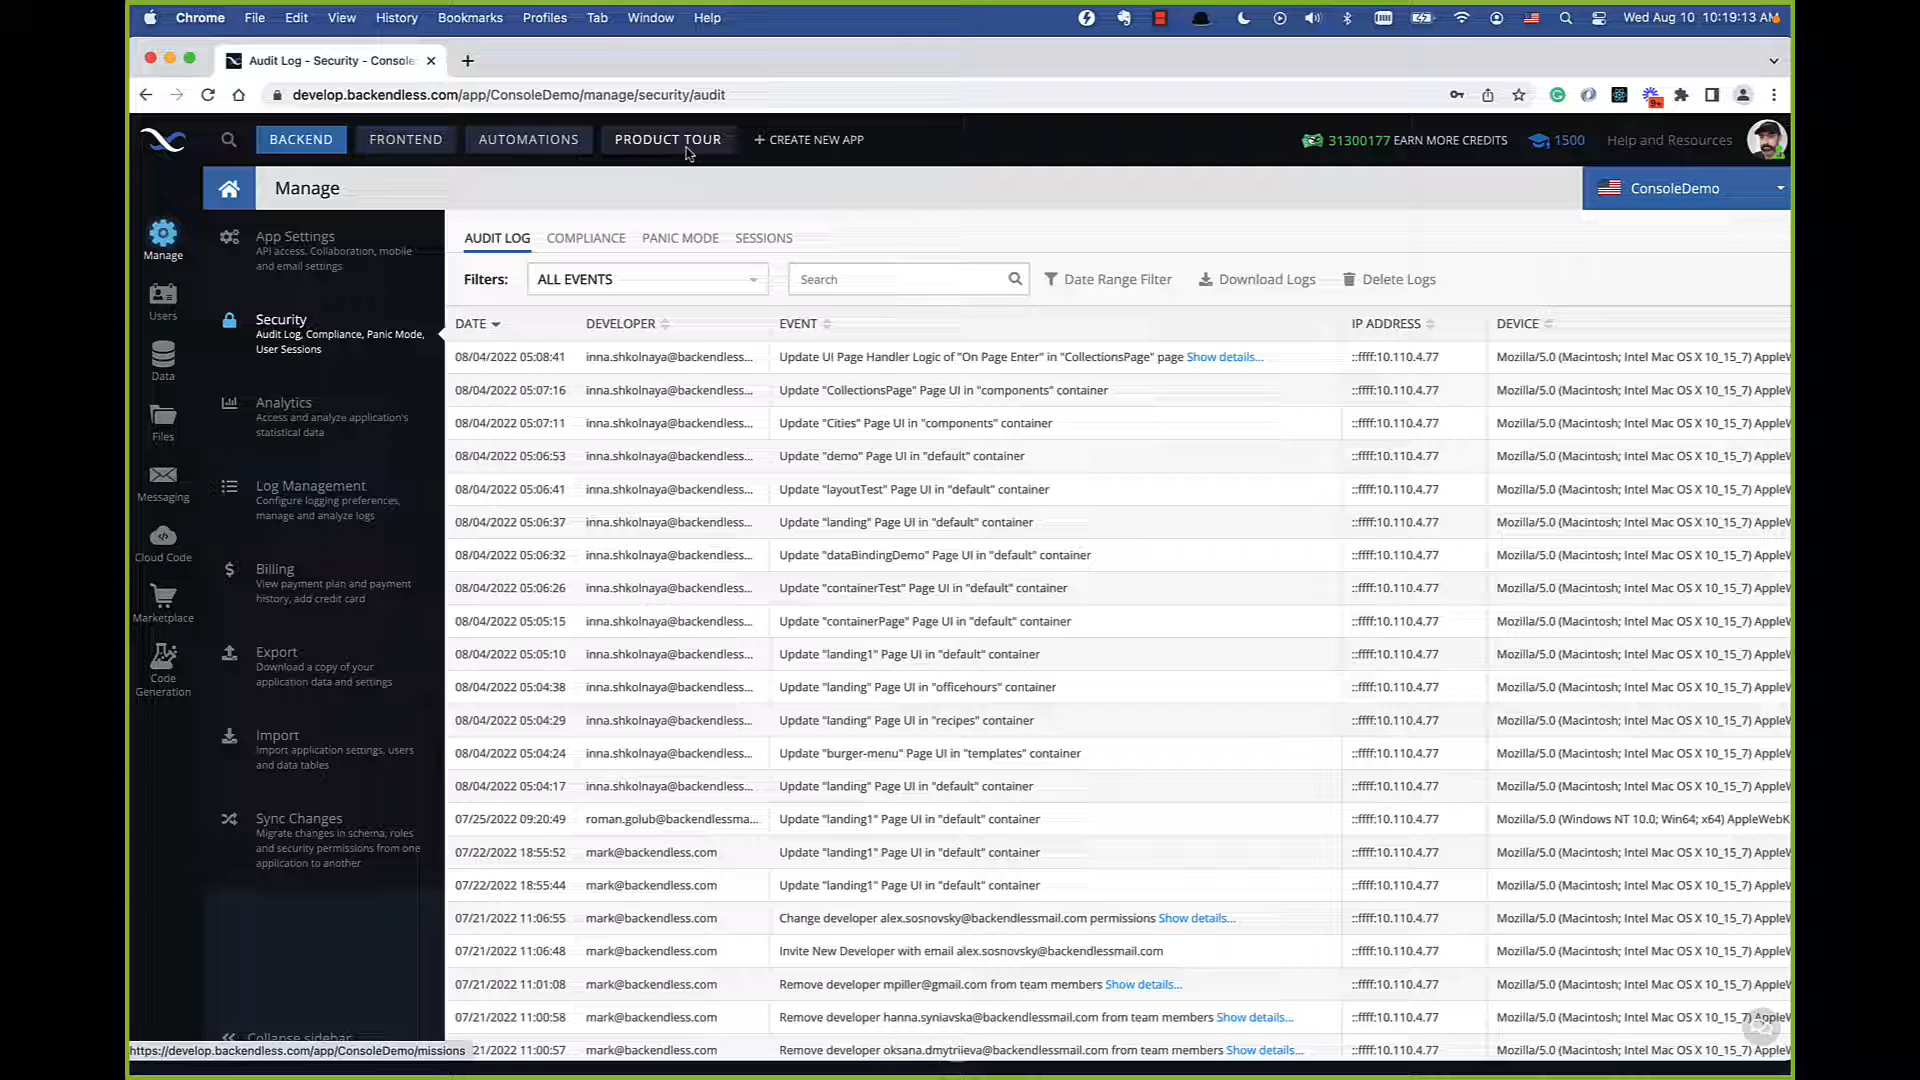 Chrome File Edit View History Bookmarks Profiles Tab Window Help Wed Aug 10 10:19:13 AM
Audit Log - Security - Console
develop.backendless.com/app/ConsoleDemo/manage/security/audit
9+
BACKEND FRONTEND AUTOMATIONS PRODUCT TOUR + CREATE NEW APP 31300177 EARN MORE CREDITS 1500 Help and Resources
Manage ConsoleDemo
Manage
Users
Data
Files
Messaging
Cloud Code
Marketplace
Code
Generation
App Settings
API access. Collaboration, mobile
and email settings
Security
Audit Log, Compliance, Panic Mode,
User Sessions
Analytics
Access and analyze application's
statistical data
Log Management
Configure logging preferences,
manage and analyze logs
Billing
View payment plan and payment
history, add credit card
Export
Download a copy of your
application data and settings
Import
Import application settings, users
and data tables
Sync Changes
Migrate changes in schema, roles
and security permissions from one
application to another
Collapse sidebar
https://develop.backendless.com/app/ConsoleDemo/missions
AUDIT LOG COMPLIANCE PANIC MODE SESSIONS
Filters: ALL EVENTS Search Date Range Filter Download Logs Delete Logs
DATE DEVELOPER EVENT IP ADDRESS DEVICE
08/04/2022 05:08:41 inna.shkolnaya@backendless... Update UI Page Handler Logic of "On Page Enter" in "CollectionsPage" page Show details... ::ffff:10.110.4.77 Mozilla/5.0 (Macintosh; Intel Mac OS X 10_15_7) AppleW
08/04/2022 05:07:16 inna.shkolnaya@backendless... Update "CollectionsPage" Page UI in "components" container ::ffff:10.110.4.77 Mozilla/5.0 (Macintosh; Intel Mac OS X 10_15_7) AppleW
08/04/2022 05:07:11 inna.shkolnaya@backendless... Update "Cities" Page UI in "components" container ::ffff:10.110.4.77 Mozilla/5.0 (Macintosh; Intel Mac OS X 10_15_7) AppleW
08/04/2022 05:06:53 inna.shkolnaya@backendless... Update "demo" Page UI in "default" container ::ffff:10.110.4.77 Mozilla/5.0 (Macintosh; Intel Mac OS X 10_15_7) AppleW
08/04/2022 05:06:41 inna.shkolnaya@backendless... Update "layoutTest" Page UI in "default" container ::ffff:10.110.4.77 Mozilla/5.0 (Macintosh; Intel Mac OS X 10_15_7) AppleW
08/04/2022 05:06:37 inna.shkolnaya@backendless... Update "landing" Page UI in "default" container ::ffff:10.110.4.77 Mozilla/5.0 (Macintosh; Intel Mac OS X 10_15_7) AppleW
08/04/2022 05:06:32 inna.shkolnaya@backendless... Update "dataBindingDemo" Page UI in "default" container ::ffff:10.110.4.77 Mozilla/5.0 (Macintosh; Intel Mac OS X 10_15_7) AppleW
08/04/2022 05:06:26 inna.shkolnaya@backendless... Update "containerTest" Page UI in "default" container ::ffff:10.110.4.77 Mozilla/5.0 (Macintosh; Intel Mac OS X 10_15_7) AppleW
08/04/2022 05:05:15 inna.shkolnaya@backendless... Update "containerPage" Page UI in "default" container ::ffff:10.110.4.77 Mozilla/5.0 (Macintosh; Intel Mac OS X 10_15_7) AppleW
08/04/2022 05:05:10 inna.shkolnaya@backendless... Update "landing1" Page UI in "default" container ::ffff:10.110.4.77 Mozilla/5.0 (Macintosh; Intel Mac OS X 10_15_7) AppleW
08/04/2022 05:04:38 inna.shkolnaya@backendless... Update "landing" Page UI in "officehours" container ::ffff:10.110.4.77 Mozilla/5.0 (Macintosh; Intel Mac OS X 10_15_7) AppleW
08/04/2022 05:04:29 inna.shkolnaya@backendless... Update "landing" Page UI in "recipes" container ::ffff:10.110.4.77 Mozilla/5.0 (Macintosh; Intel Mac OS X 10_15_7) AppleW
08/04/2022 05:04:24 inna.shkolnaya@backendless... Update "burger-menu" Page UI in "templates" container ::ffff:10.110.4.77 Mozilla/5.0 (Macintosh; Intel Mac OS X 10_15_7) AppleW
08/04/2022 05:04:17 inna.shkolnaya@backendless... Update "landing" Page UI in "default" container ::ffff:10.110.4.77 Mozilla/5.0 (Macintosh; Intel Mac OS X 10_15_7) AppleW
07/25/2022 09:20:49 roman.golub@backendlessma... Update "landing1" Page UI in "default" container ::ffff:10.110.4.77 Mozilla/5.0 (Windows NT 10.0; Win64; x64) AppleWebK
07/22/2022 18:55:52 mark@backendless.com Update "landing1" Page UI in "default" container ::ffff:10.110.4.77 Mozilla/5.0 (Macintosh; Intel Mac OS X 10_15_7) AppleW
07/22/2022 18:55:44 mark@backendless.com Update "landing1" Page UI in "default" container ::ffff:10.110.4.77 Mozilla/5.0 (Macintosh; Intel Mac OS X 10_15_7) AppleW
07/21/2022 11:06:55 mark@backendless.com Change developer alex.sosnovsky@backendlessmail.com permissions Show details... ::ffff:10.110.4.77 Mozilla/5.0 (Macintosh; Intel Mac OS X 10_15_7) AppleW
07/21/2022 11:06:48 mark@backendless.com Invite New Developer with email alex.sosnovsky@backendlessmail.com ::ffff:10.110.4.77 Mozilla/5.0 (Macintosh; Intel Mac OS X 10_15_7) AppleW
07/21/2022 11:01:08 mark@backendless.com Remove developer mpiller@gmail.com from team members Show details... ::ffff:10.110.4.77 Mozilla/5.0 (Macintosh; Intel Mac OS X 10_15_7) AppleW
07/21/2022 11:00:58 mark@backendless.com Remove developer hanna.syniavska@backendlessmail.com from team members Show details... ::ffff:10.110.4.77 Mozilla/5.0 (Macintosh; Intel Mac OS X 10_15_7) AppleW
21/2022 11:00:57 mark@backendless.com Remove developer oksana.dmytriieva@backendlessmail.com from team members Show details... ::ffff:10.110.4.77 Mozilla/5.0 (Macintosh; Intel Mac OS X 10_15_7) AppleW